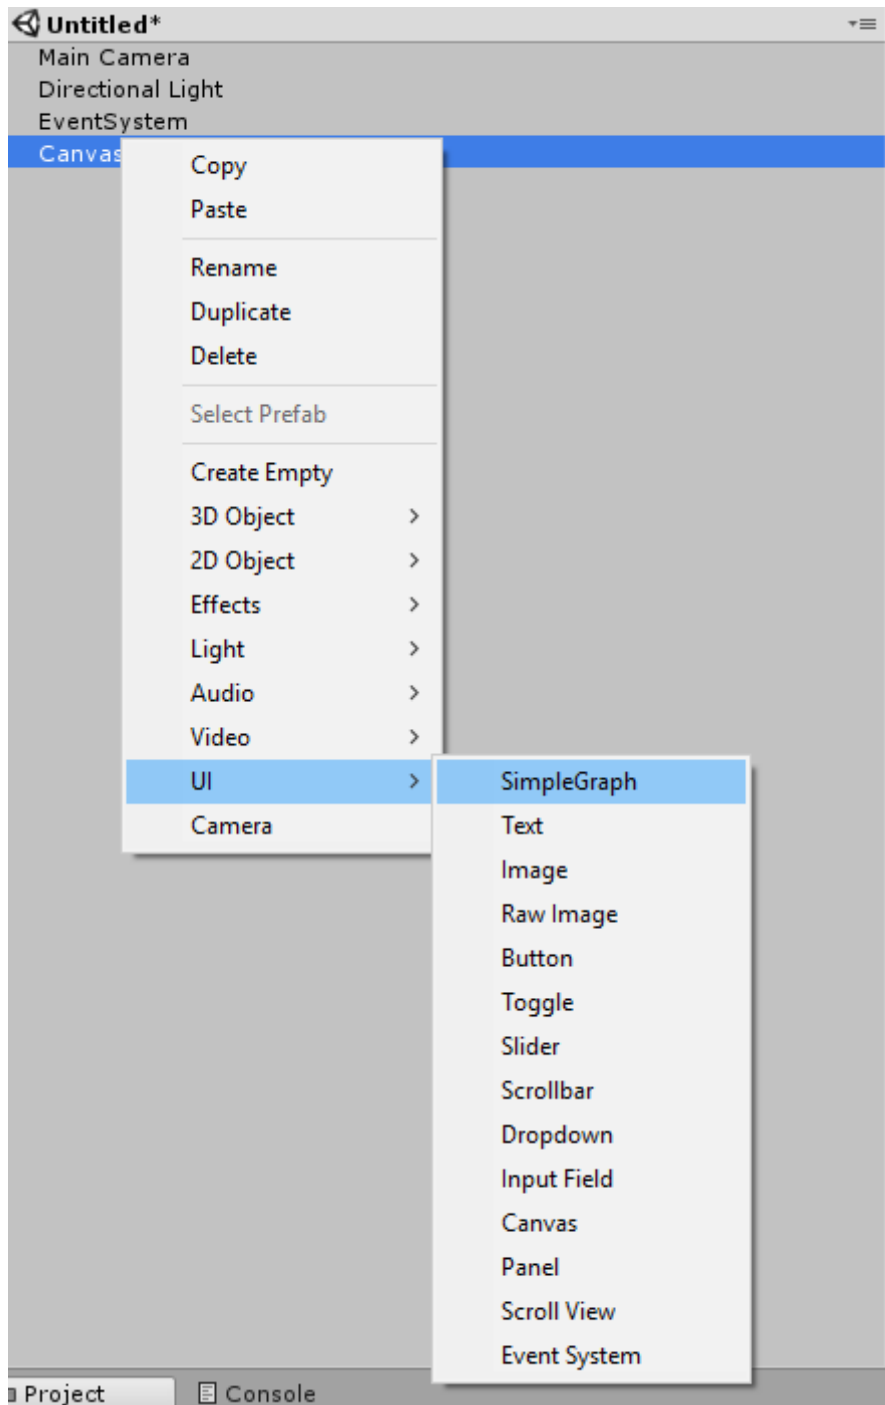 Untitled*
Main Camera
Directional Light
EventSystem
Canvas
Copy
Paste
Rename
Duplicate
Delete
Select Prefab
Create Empty
3D Object
2D Object
Effects
Light
Audio
Video
UI
Camera
SimpleGraph
Text
Image
Raw Image
Button
Toggle
Slider
Scrollbar
Dropdown
Input Field
Canvas
Panel
Scroll View
Event System
Project
Console